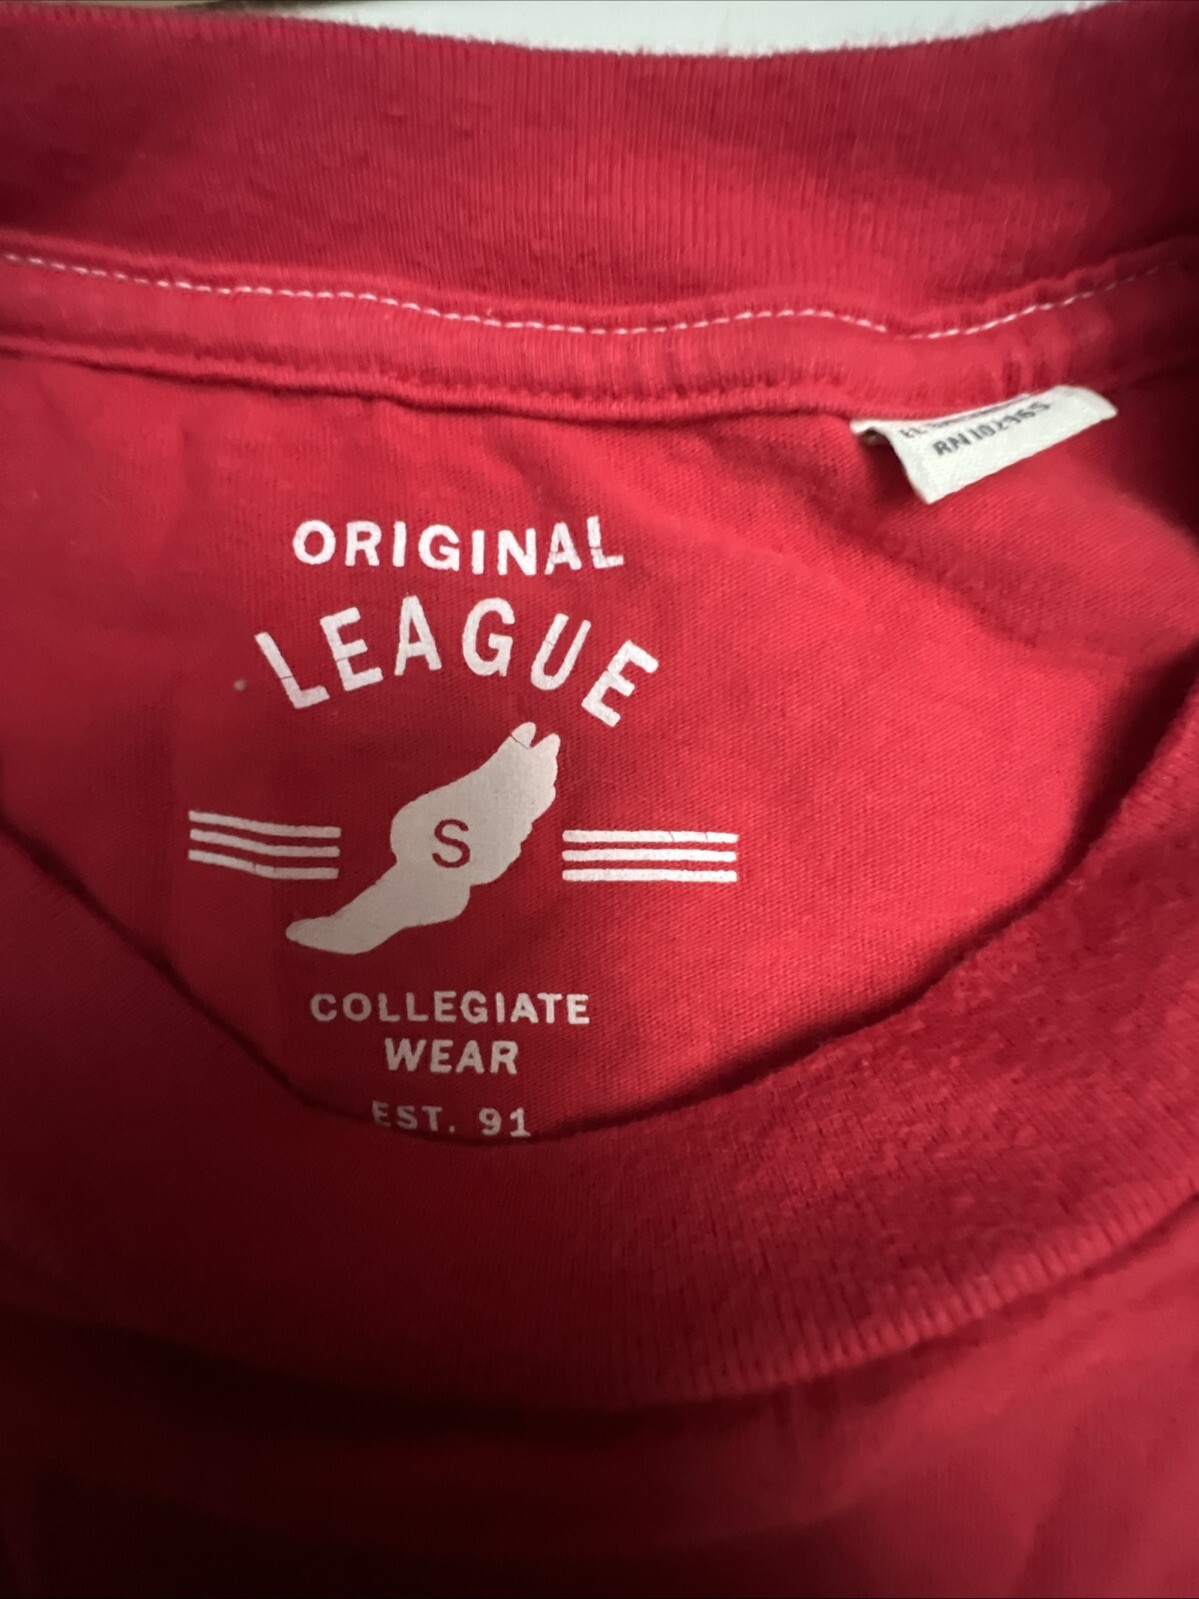 RN 102965
ORIGINAL
LEAGUE
S
COLLEGIATE
WEAR
EST. 91